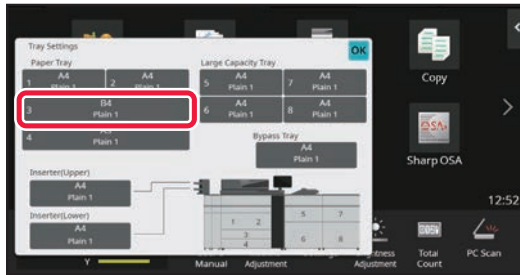 Tray Settings
OK
Paper Tray
Large Capacity Tray
1 A4 Plain 1
2 A4 Plain 1
5 A4 Plain 1
7 A4 Plain 1
3 B4 Plain 1
6 A4 Plain 1
8 A4 Plain 1
4 Plain 1
Bypass Tray
A4
Plain 1
Inserter(Upper)
A4
Plain 1
Inserter(Lower)
A4
Plain 1
1 2 5 7
3
4 6 8
Copy
OSA
Sharp OSA
12:52
Y
Manual
Adjustment
Adjustment
Total
Count
PC Scan